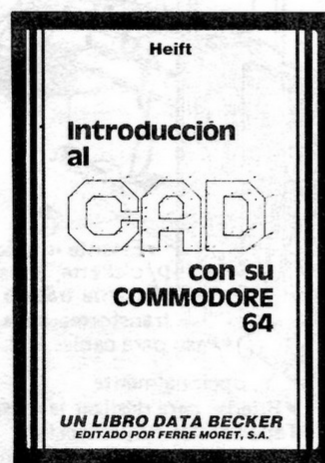 Heift
Introducción
al
CAD
con su
COMMODORE
64
UN LIBRO DATA BECKER
EDITADO POR FERRE MORET, S.A.